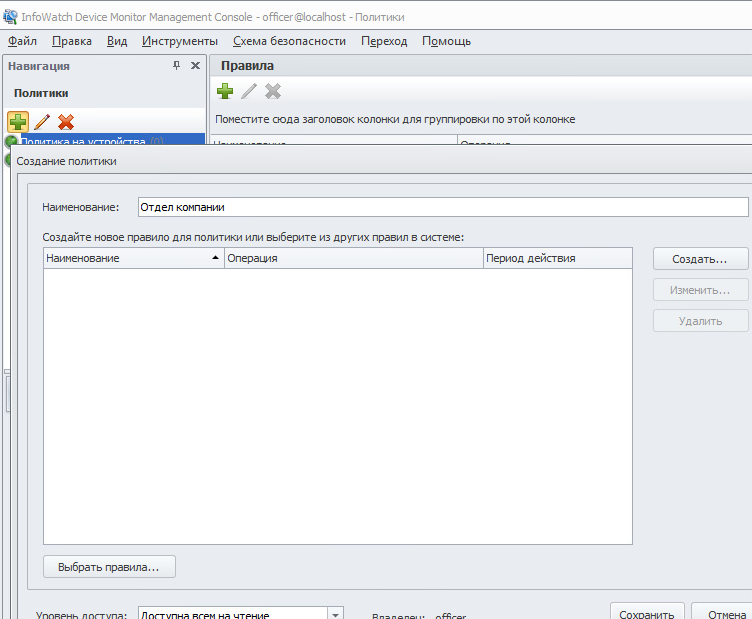 InfoWatch Device Monitor Management Console - officer@localhost - Политики
Файл Правка Вид Инструменты Схема безопасности Переход Помощь
Навигация
Правила
Политики
Поместите сюда заголовок колонки для группировки по этой колонке
Политика на устройства (0)
Наименование Операция
Создание политики
Наименование: Отдел компании
Создайте новое правило для политики или выберите из других правил в системе:
Наименование Операция Период действия
Создать...
Изменить...
Удалить
Выбрать правила...
Уровень доступа: Доступна всем на чтение Владелец: officer Сохранить Отмена